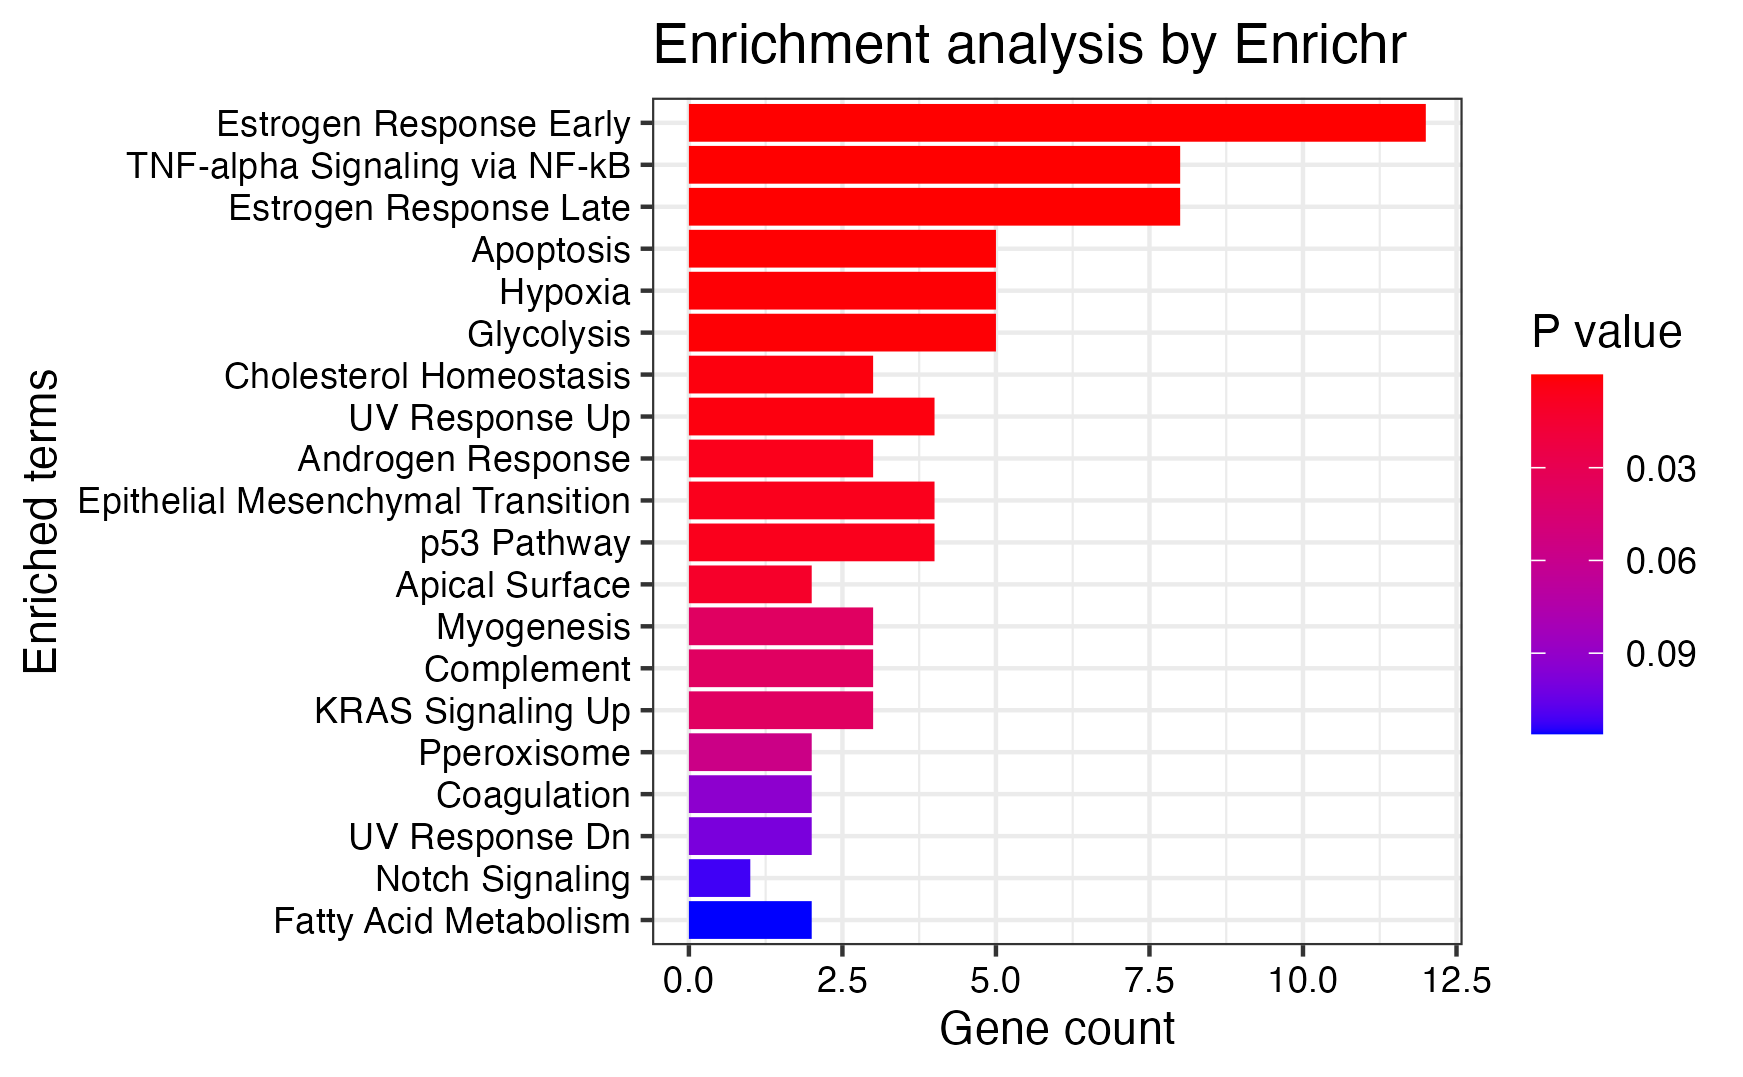 Enrichment analysis by Enrichr
Enriched terms
Estrogen Response Early
TNF-alpha Signaling via NF-kB
Estrogen Response Late
Apoptosis
Hypoxia
Glycolysis
Cholesterol Homeostasis
UV Response Up
Androgen Response
Epithelial Mesenchymal Transition
p53 Pathway
Apical Surface
Myogenesis
Complement
KRAS Signaling Up
Pperoxisome
Coagulation
UV Response Dn
Notch Signaling
Fatty Acid Metabolism
0.0 2.5 5.0 7.5 10.0 12.5
Gene count
P value
0.03
0.06
0.09